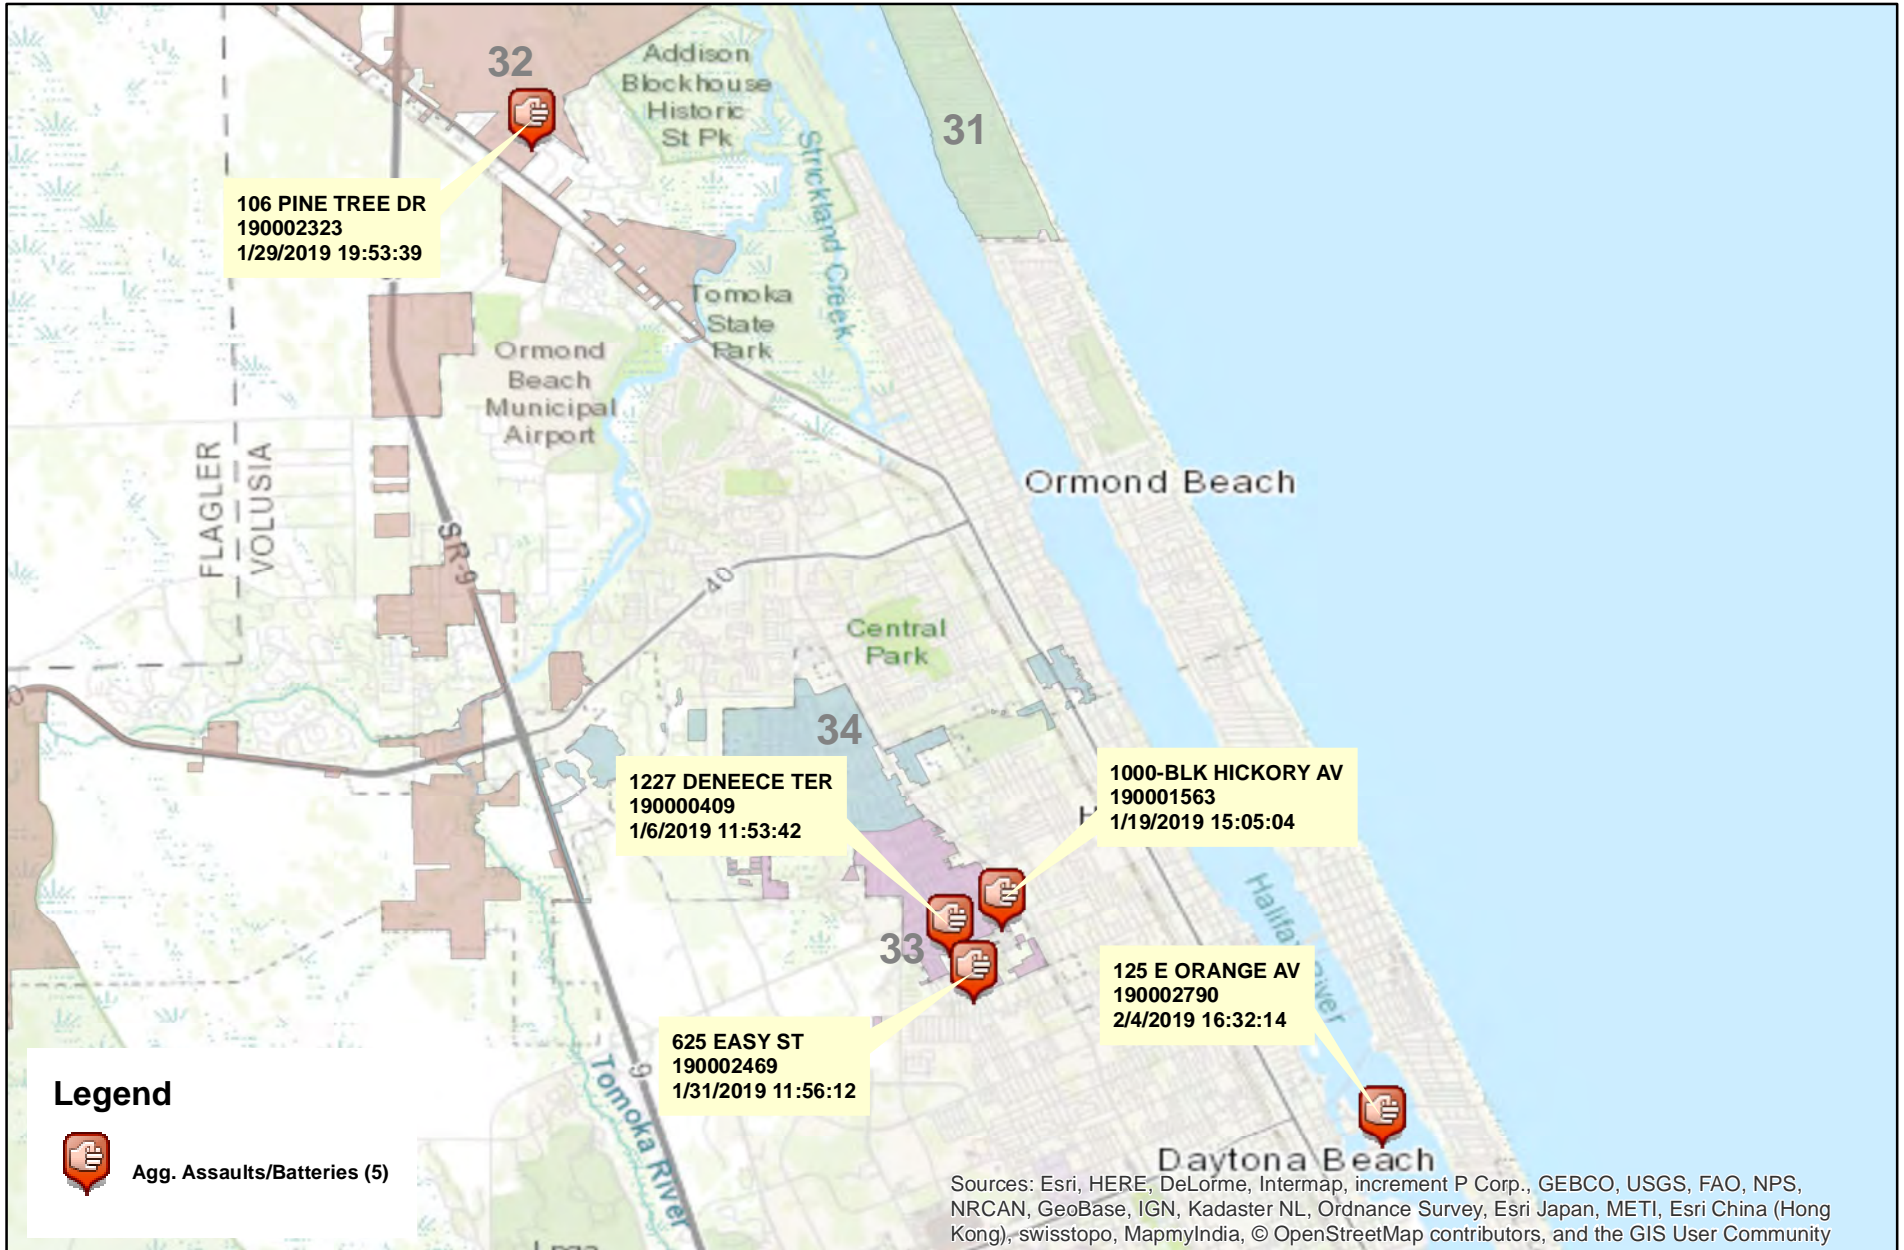 32
Addison
Blockhouse
Historic
St Pk
31
Strickland Creek
106 PINE TREE DR
190002323
1/29/2019 19:53:39
Tomoka
State
Park
Ormond
Beach
Municipal
Airport
FLAGLER
VOLUSIA
SR-9
Ormond Beach
40
Central
Park
34
1227 DENEECE TER
190000409
1/6/2019 11:53:42
1000-BLK HICKORY AV
190001563
1/19/2019 15:05:04
H
33
Halifax River
125 E ORANGE AV
190002790
2/4/2019 16:32:14
625 EASY ST
190002469
1/31/2019 11:56:12
9
Tomoka River
Legend
Agg. Assaults/Batteries (5)
Daytona Beach
Sources: Esri, HERE, DeLorme, Intermap, increment P Corp., GEBCO, USGS, FAO, NPS,
NRCAN, GeoBase, IGN, Kadaster NL, Ordnance Survey, Esri Japan, METI, Esri China (Hong
Kong), swisstopo, MapmyIndia, © OpenStreetMap contributors, and the GIS User Community